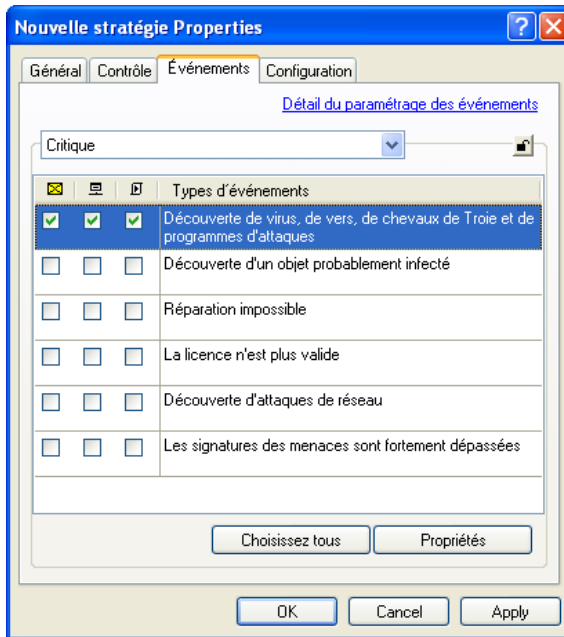 Nouvelle stratégie Properties
Général Contrôle Événements Configuration
Détail du paramétrage des événements
Critique
Types d'événements
Découverte de virus, de vers, de chevaux de Troie et de
programmes d'attaques
Découverte d'un objet probablement infecté
Réparation impossible
La licence n'est plus valide
Découverte d'attaques de réseau
Les signatures des menaces sont fortement dépassées
Choisissez tous Propriétés
OK Cancel Apply